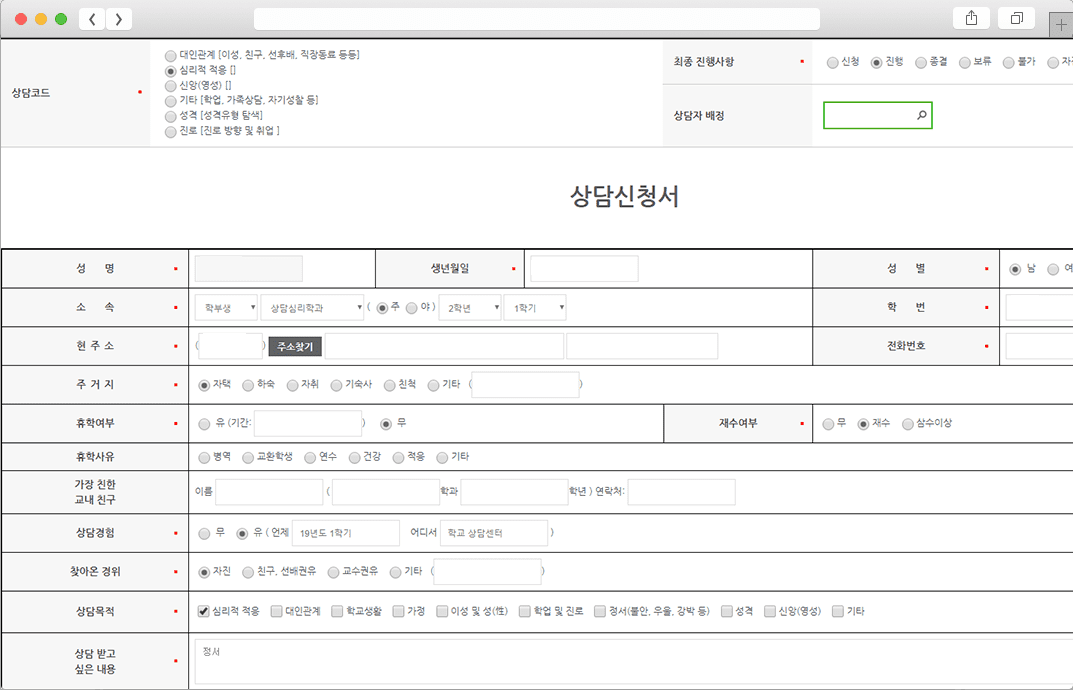 상담코드
대인관계 [이성, 친구, 선후배, 직장동료 등등]
심리적 적응 []
신앙(영성) []
기타 [학업, 가족상담, 자기성찰 등]
성격 [성격유형 탐색]
진로 [진로 방향 및 취업 ]
최종 진행사항 신청 진행 종결 보류 불가
상담자 배정
상담신청서
성 명 생년월일 성 별 남 여
소 속 학부생 상담심리학과 ( 주 야 ) 2학년 1학기 학 번
현 주 소 ( ) 주소찾기 전화번호
주 거 지 자택 하숙 자취 기숙사 친척 기타 ( )
휴학여부 유 (기간: ) 무 재수여부 무 재수 삼수이상
휴학사유 병역 교환학생 연수 건강 적응 기타
가장 친한
교내 친구
이름 ( 학과 학년 ) 연락처:
상담경험 무 유 ( 언제 19년도 1학기 어디서 학교 상담센터 )
찾아온 경위 자진 친구, 선배권유 교수권유 기타 ( )
상담목적 심리적 적응 대인관계 학교생활 가정 이성 및 성(性) 학업 및 진로 정서(불안, 우울, 강박 등) 성격 신앙(영성) 기타
상담 받고
싶은 내용
정서